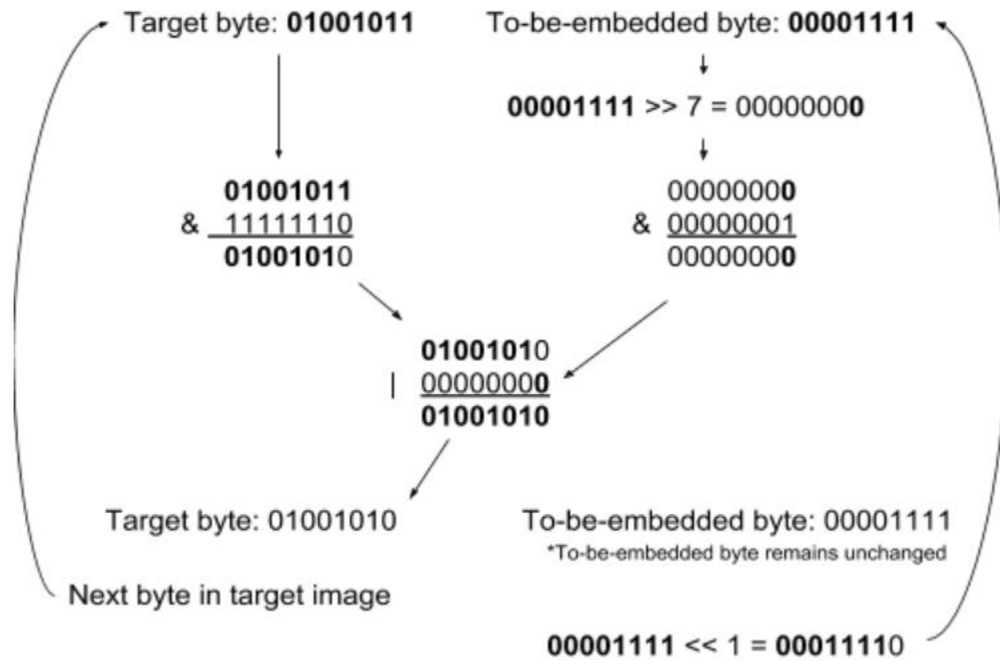 Target byte: 01001011
To-be-embedded byte: 00001111
00001111 >> 7 = 00000000
01001011
& 11111110
01001010
00000000
& 00000001
00000000
01001010
| 00000000
01001010
Target byte: 01001010
To-be-embedded byte: 00001111
*To-be-embedded byte remains unchanged
Next byte in target image
00001111 << 1 = 00011110